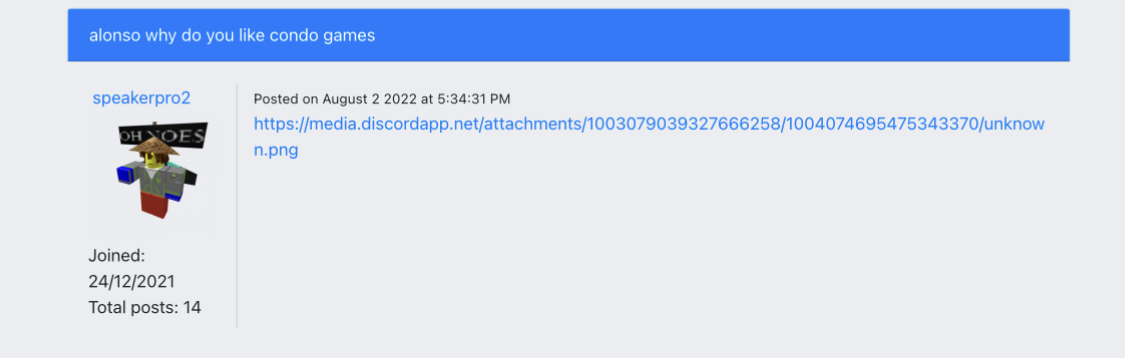 alonso why do you like condo games
speakerpro2
OH NOES
Joined:
24/12/2021
Total posts: 14
Posted on August 2 2022 at 5:34:31 PM
https://media.discordapp.net/attachments/1003079039327666258/1004074695475343370/unknow
n.png